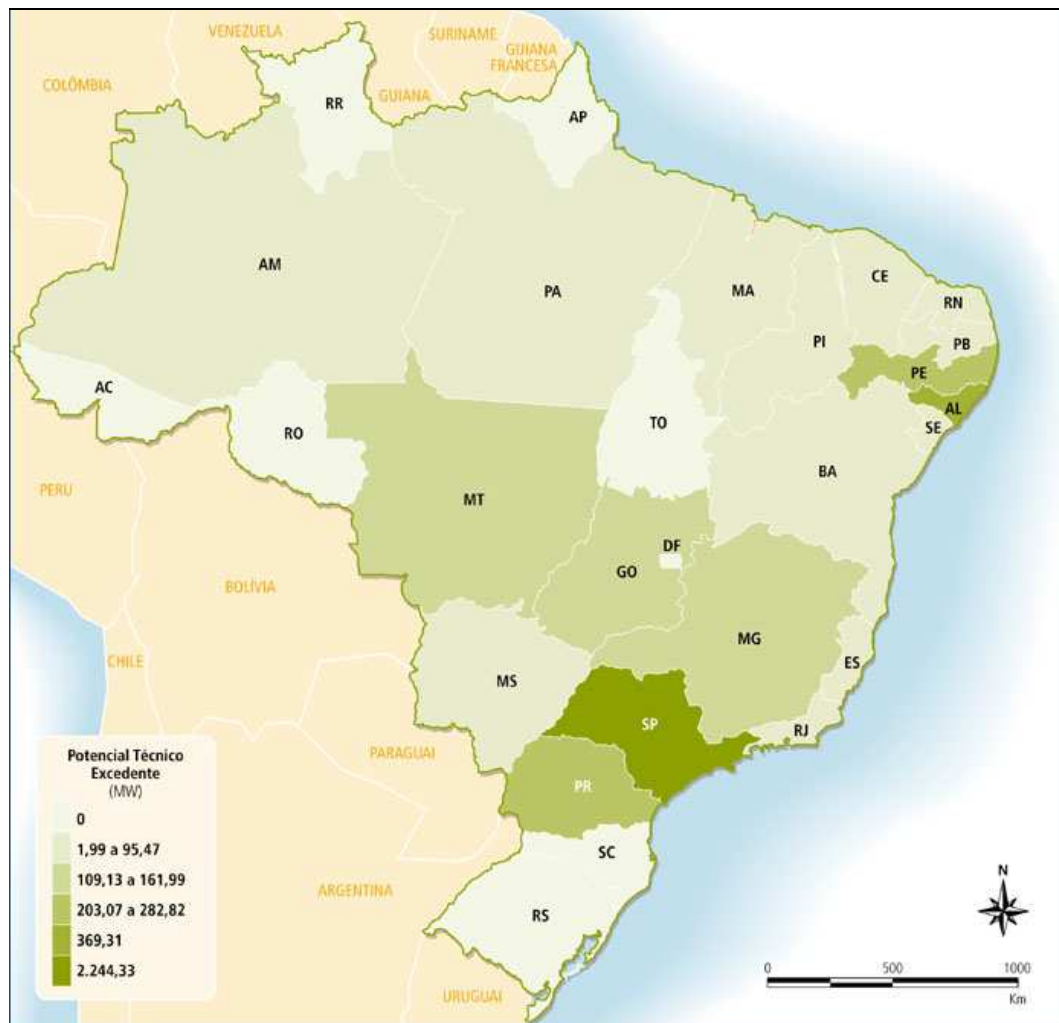 VENEZUELA
SURINAME
GUIANA
FRANCESA
COLÔMBIA
GUIANA
RR
AP
AM
PA
MA
CE
RN
PB
PI
PE
AL
SE
AC
RO
TO
BA
PERU
MT
DF
GO
BOLÍVIA
MG
ES
CHILE
MS
SP
RJ
PARAGUAI
PR
SC
ARGENTINA
RS
URUGUAI
Potencial Técnico
Excedente
(MW)
0
1,99 a 95,47
109,13 a 161,99
203,07 a 282,82
369,31
2.244,33
N
0 500 1000
Km